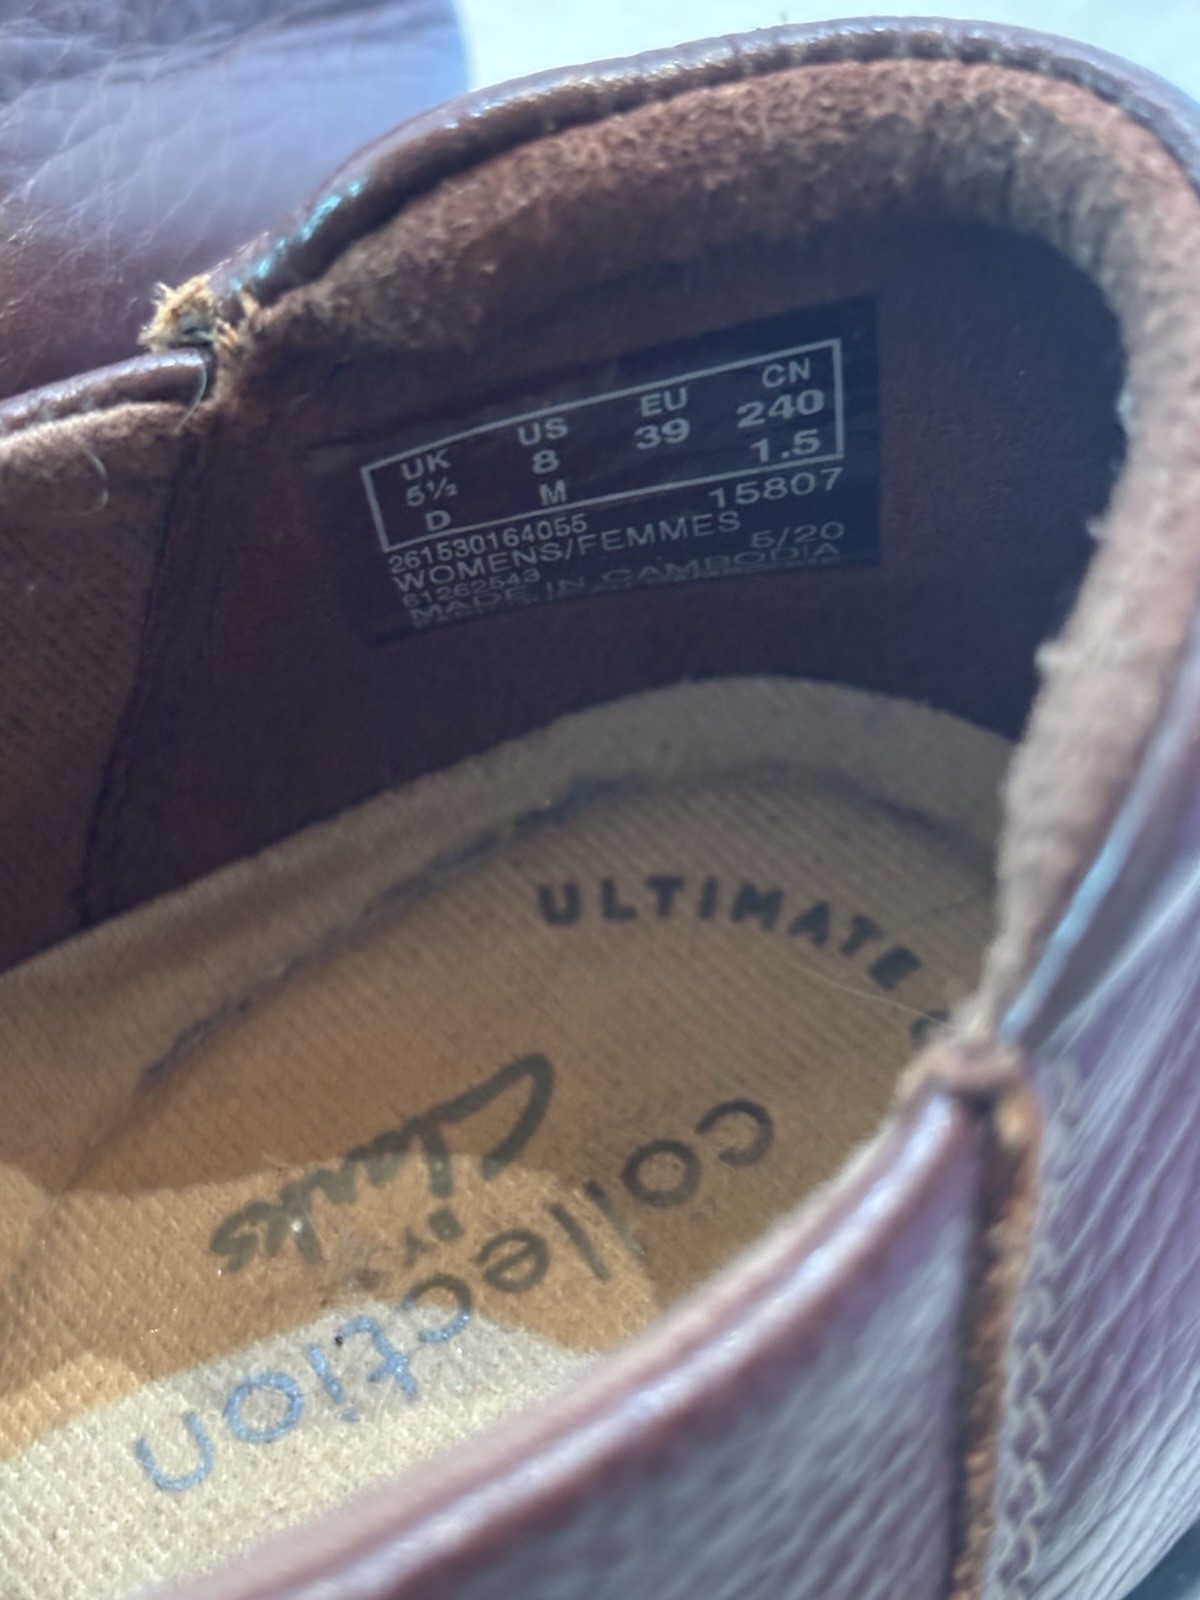 UK US EU CN
5½ 8 39 240
D M 1.5
261530164055 15807
WOMENS/FEMMES
61262543 5/20
MADE IN CAMBODIA
ULTIMATE
collection
BY
Clarks